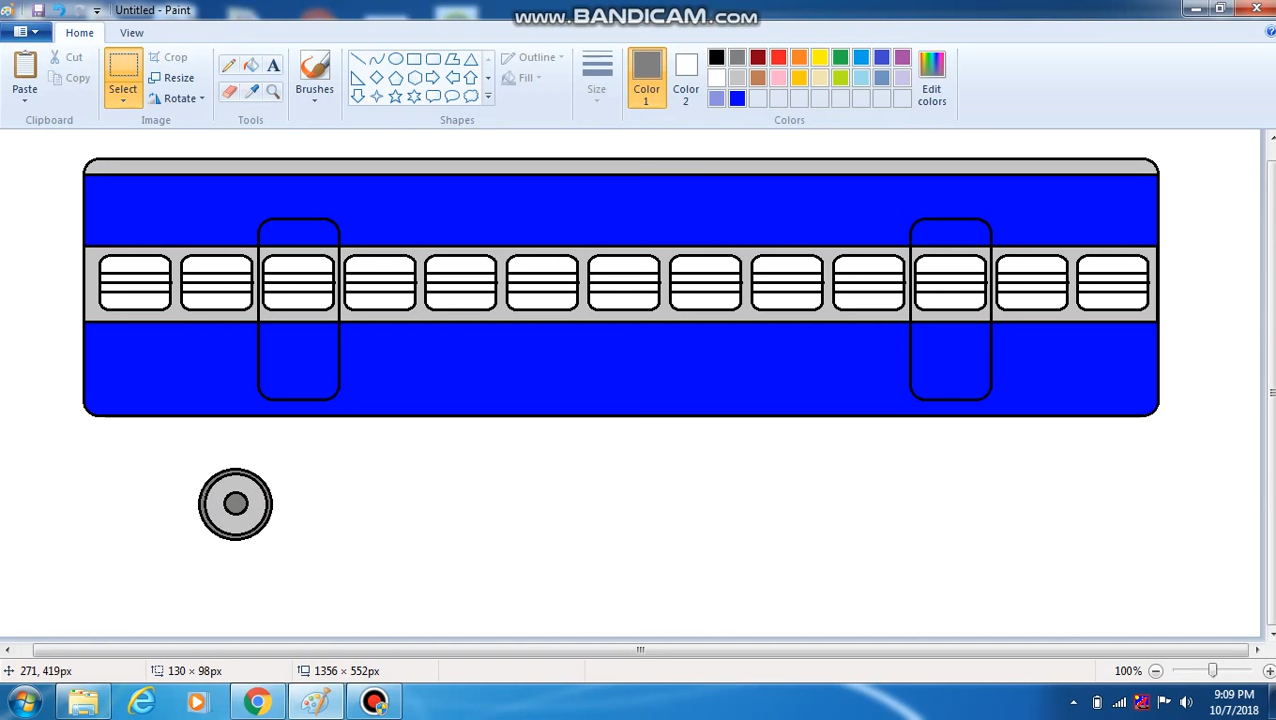 Untitled - Paint
www.BANDICAM.com
Home
View
Paste
Cut
Copy
Clipboard
Select
Crop
Resize
Rotate
Image
A
Tools
Brushes
Outline
Fill
Shapes
Size
Color
1
Color
2
Edit
colors
Colors
271, 419px
130 × 98px
1356 × 552px
100%
9:09 PM
10/7/2018